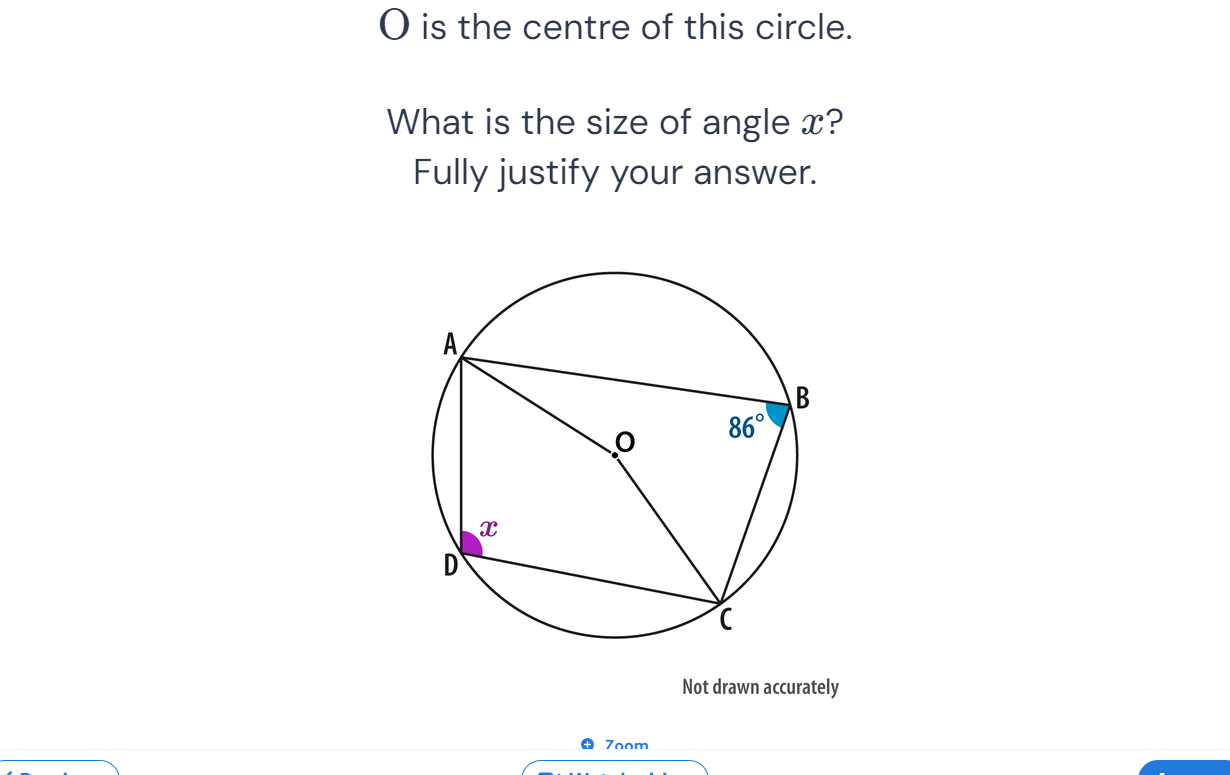 O is the centre of this circle.
What is the size of angle x?
Fully justify your answer.
A
B
86°
O
x
D
C
Not drawn accurately
Zoom